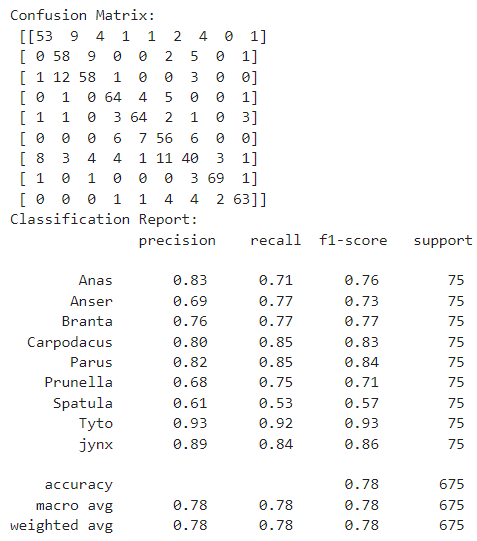 Confusion Matrix:
[[53 9 4 1 1 2 4 0 1]
[ 0 58 9 0 0 2 5 0 1]
[ 1 12 58 1 0 0 3 0 0]
[ 0 1 0 64 4 5 0 0 1]
[ 1 1 0 3 64 2 1 0 3]
[ 0 0 0 6 7 56 6 0 0]
[ 8 3 4 4 1 11 40 3 1]
[ 1 0 1 0 0 0 3 69 1]
[ 0 0 0 1 1 4 4 2 63]]
Classification Report:
precision recall f1-score support
Anas 0.83 0.71 0.76 75
Anser 0.69 0.77 0.73 75
Branta 0.76 0.77 0.77 75
Carpodacus 0.80 0.85 0.83 75
Parus 0.82 0.85 0.84 75
Prunella 0.68 0.75 0.71 75
Spatula 0.61 0.53 0.57 75
Tyto 0.93 0.92 0.93 75
jynx 0.89 0.84 0.86 75
accuracy 0.78 675
macro avg 0.78 0.78 0.78 675
weighted avg 0.78 0.78 0.78 675